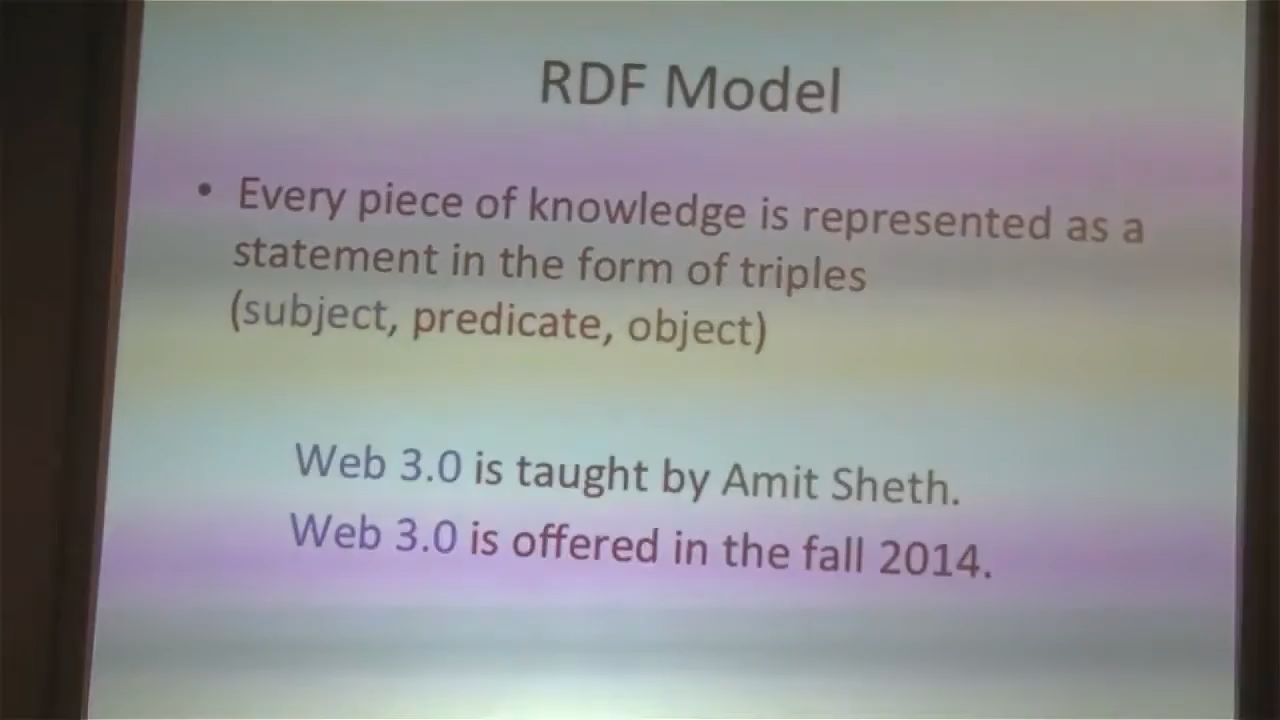 RDF Model
• Every piece of knowledge is represented as a
statement in the form of triples
(subject, predicate, object)
Web 3.0 is taught by Amit Sheth.
Web 3.0 is offered in the fall 2014.